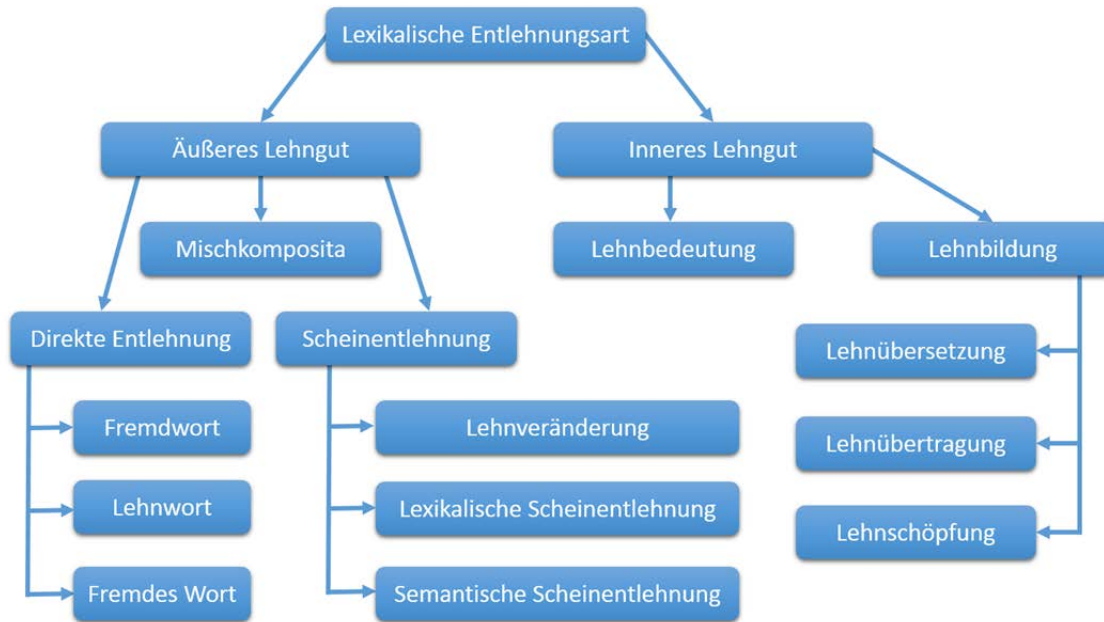 Lexikalische Entlehnungsart
Äußeres Lehngut
Inneres Lehngut
Mischkomposita
Lehnbedeutung
Lehnbildung
Direkte Entlehnung
Scheinentlehnung
Lehnübersetzung
Fremdwort
Lehnveränderung
Lehnübertragung
Lehnwort
Lexikalische Scheinentlehnung
Lehnschöpfung
Fremdes Wort
Semantische Scheinentlehnung